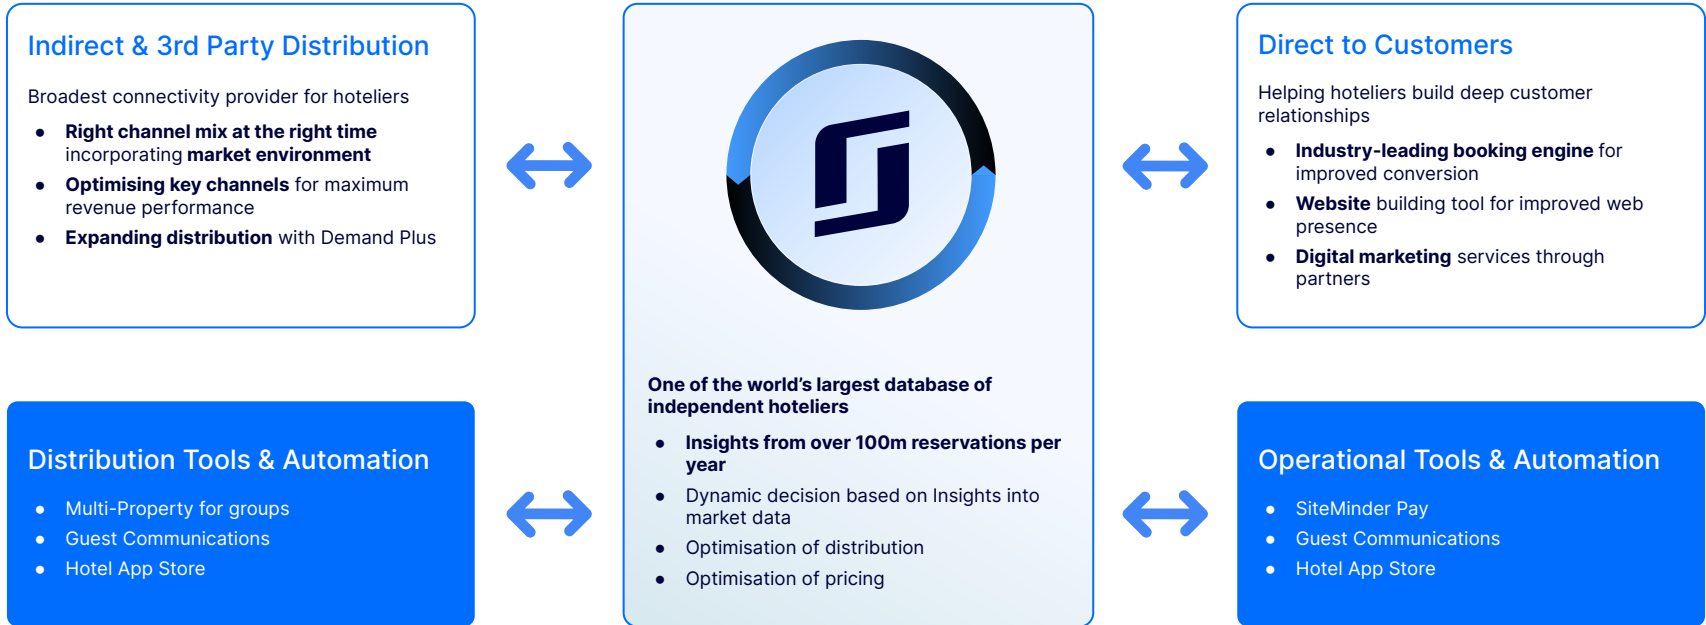 Indirect & 3rd Party Distribution
Broadest connectivity provider for hoteliers
● Right channel mix at the right time
incorporating market environment
● Optimising key channels for maximum
revenue performance
● Expanding distribution with Demand Plus
Distribution Tools & Automation
● Multi-Property for groups
● Guest Communications
● Hotel App Store
One of the world’s largest database of
independent hoteliers
● Insights from over 100m reservations per
year
● Dynamic decision based on Insights into
market data
● Optimisation of distribution
● Optimisation of pricing
Direct to Customers
Helping hoteliers build deep customer
relationships
● Industry-leading booking engine for
improved conversion
● Website building tool for improved web
presence
● Digital marketing services through
partners
Operational Tools & Automation
● SiteMinder Pay
● Guest Communications
● Hotel App Store